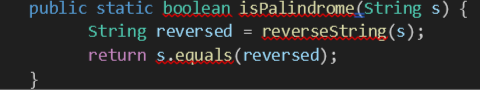 public static boolean isPalindrome(String s) {
String reversed = reverseString(s);
return s.equals(reversed);
}